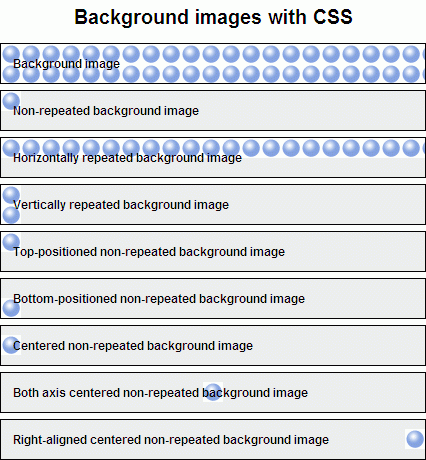 Background images with CSS
Background image
Non-repeated background image
Horizontally repeated background image
Vertically repeated background image
Top-positioned non-repeated background image
Bottom-positioned non-repeated background image
Centered non-repeated background image
Both axis centered non-repeated background image
Right-aligned centered non-repeated background image